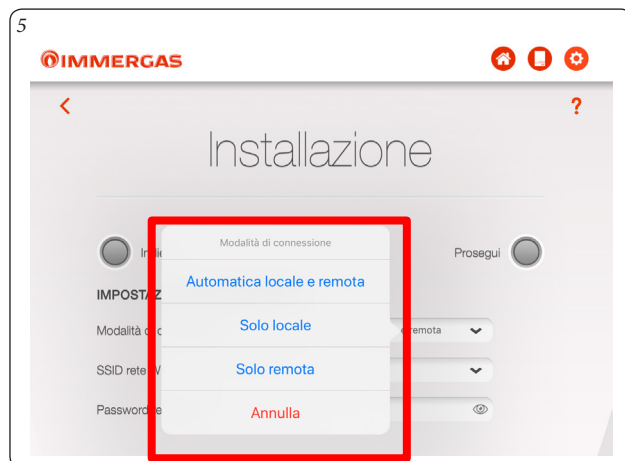 5
IMMERGAS
?
Installazione
Modalità di connessione
Prosegui
Automatica locale e remota
IMPOSTAZ
Solo locale
Modalità d
remota
Solo remota
SSID rete W
Password
Annulla